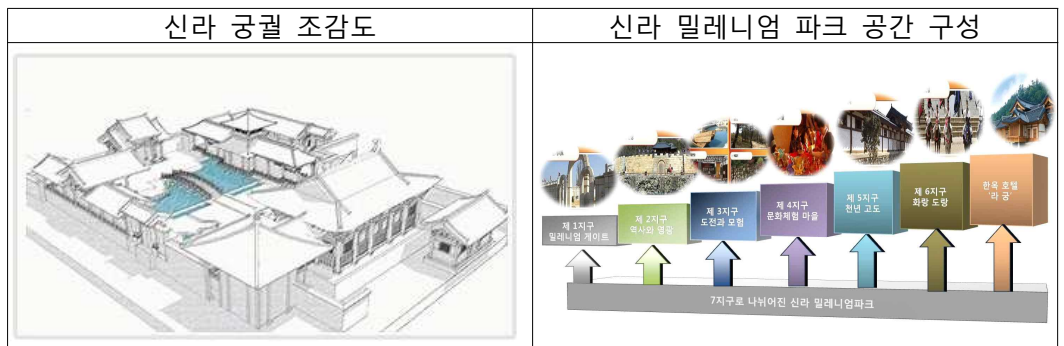 신라 궁궐 조감도
신라 밀레니엄 파크 공간 구성
제 1지구
밀레니엄 게이트
제 2지구
역사와 영광
제 3지구
도전과 모험
제 4지구
문화체험 마을
제 5지구
천년 고도
제 6지구
화랑 도량
한옥 호텔
'라 궁'
7지구로 나뉘어진 신라 밀레니엄파크